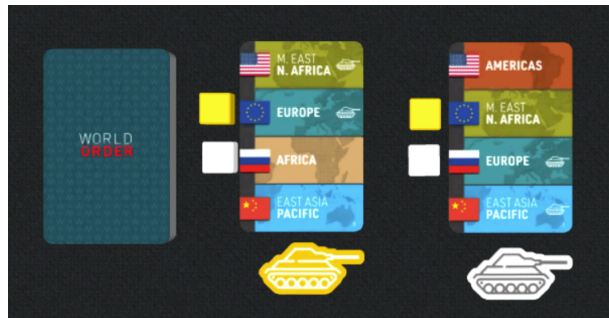 WORLD
ORDER
M. EAST
N. AFRICA
EUROPE
AFRICA
EAST ASIA
PACIFIC
AMERICAS
M. EAST
N. AFRICA
EUROPE
EAST ASIA
PACIFIC